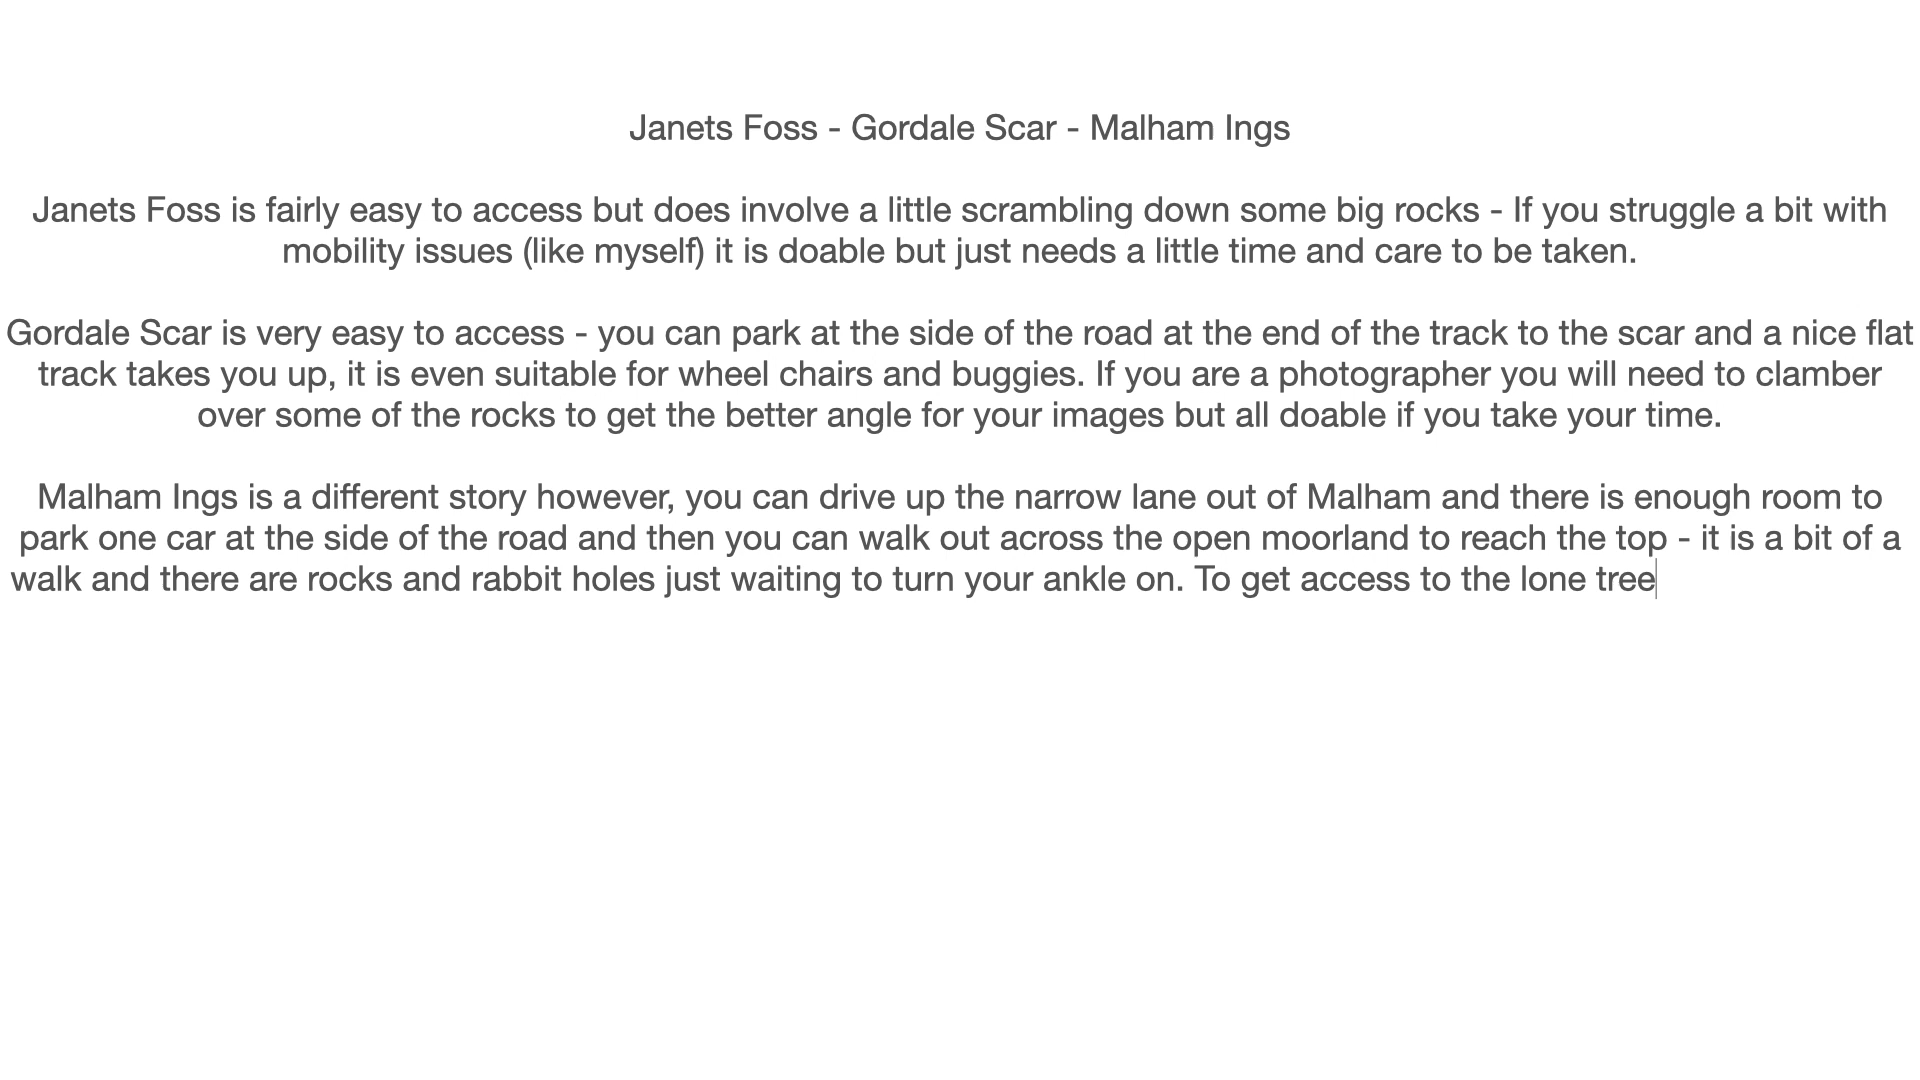 Janets Foss - Gordale Scar - Malham Ings
Janets Foss is fairly easy to access but does involve a little scrambling down some big rocks - If you struggle a bit with
mobility issues (like myself) it is doable but just needs a little time and care to be taken.
Gordale Scar is very easy to access - you can park at the side of the road at the end of the track to the scar and a nice flat
track takes you up, it is even suitable for wheel chairs and buggies. If you are a photographer you will need to clamber
over some of the rocks to get the better angle for your images but all doable if you take your time.
Malham Ings is a different story however, you can drive up the narrow lane out of Malham and there is enough room to
park one car at the side of the road and then you can walk out across the open moorland to reach the top - it is a bit of a
walk and there are rocks and rabbit holes just waiting to turn your ankle on. To get access to the lone tree